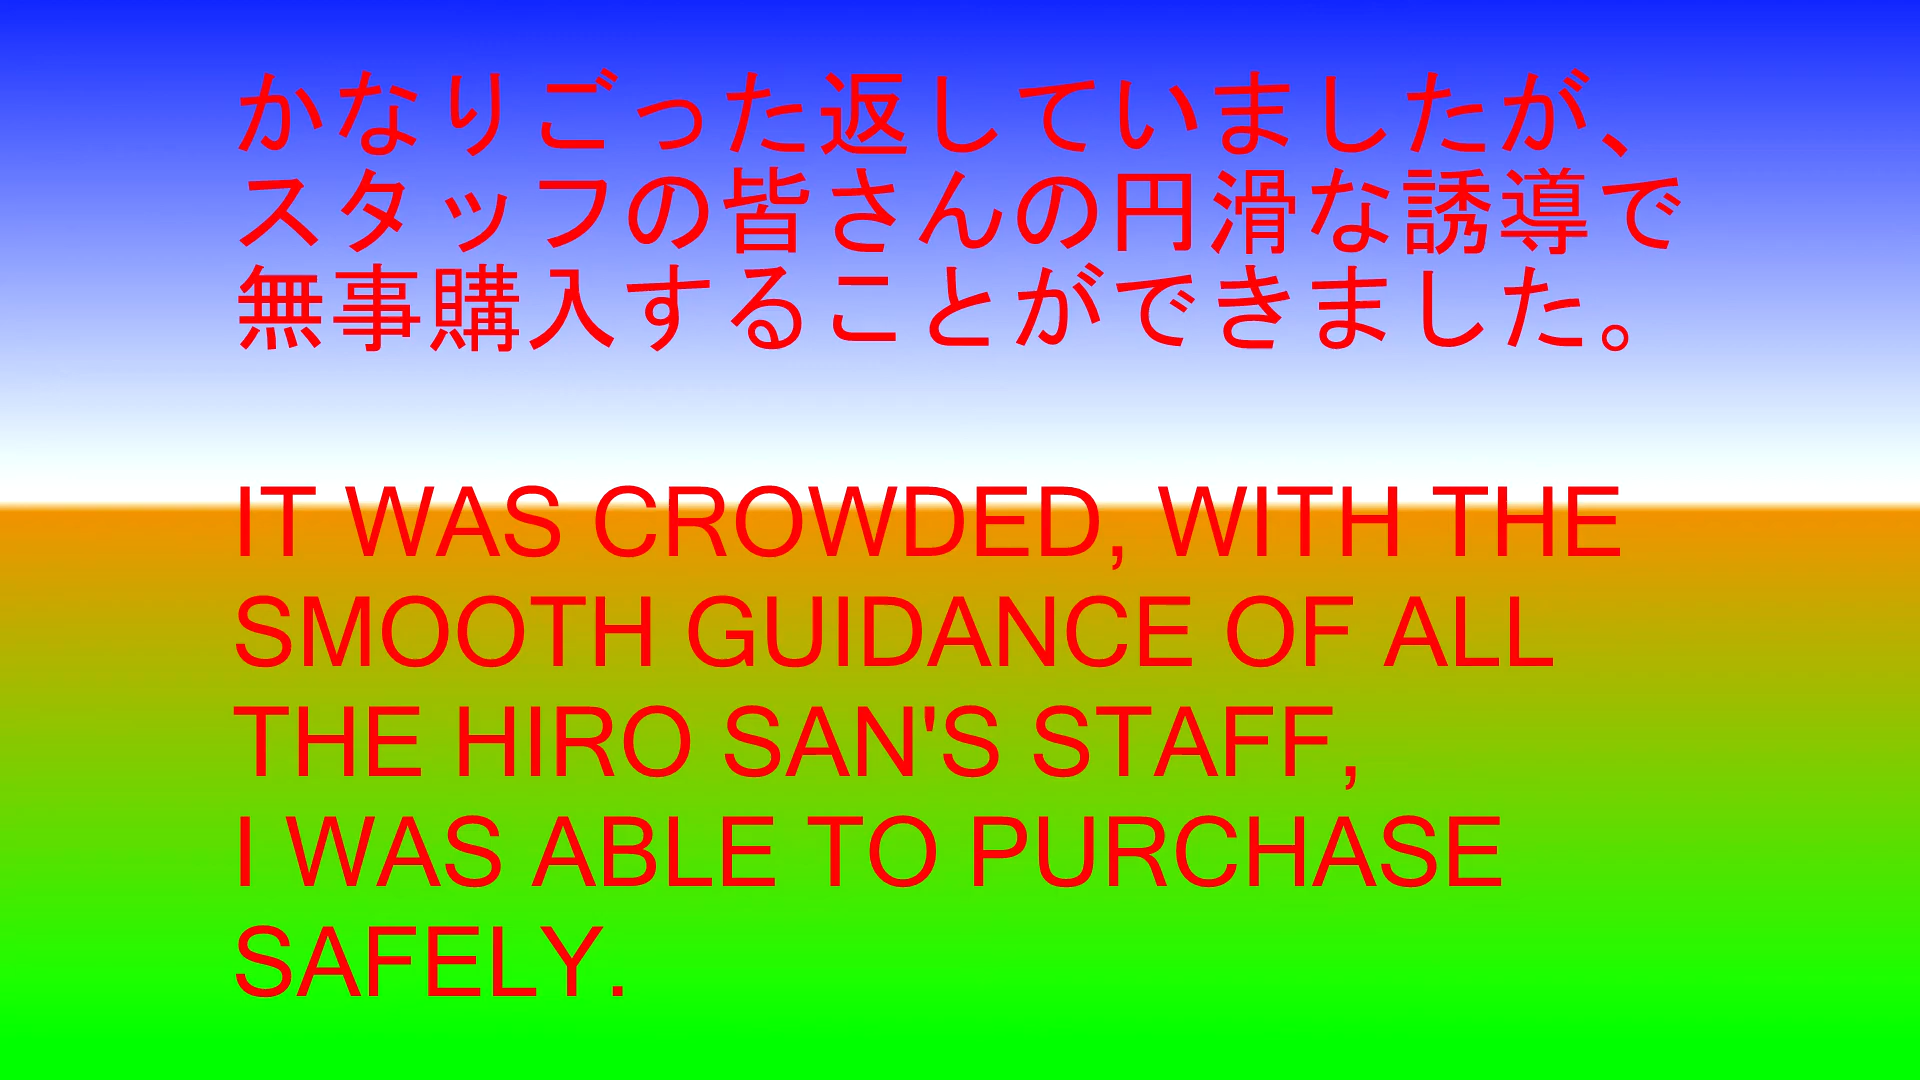 かなりごった返していましたが、
スタッフの皆さんの円滑な誘導で
無事購入することができました。
IT WAS CROWDED, WITH THE
SMOOTH GUIDANCE OF ALL
THE HIRO SAN'S STAFF,
I WAS ABLE TO PURCHASE
SAFELY.